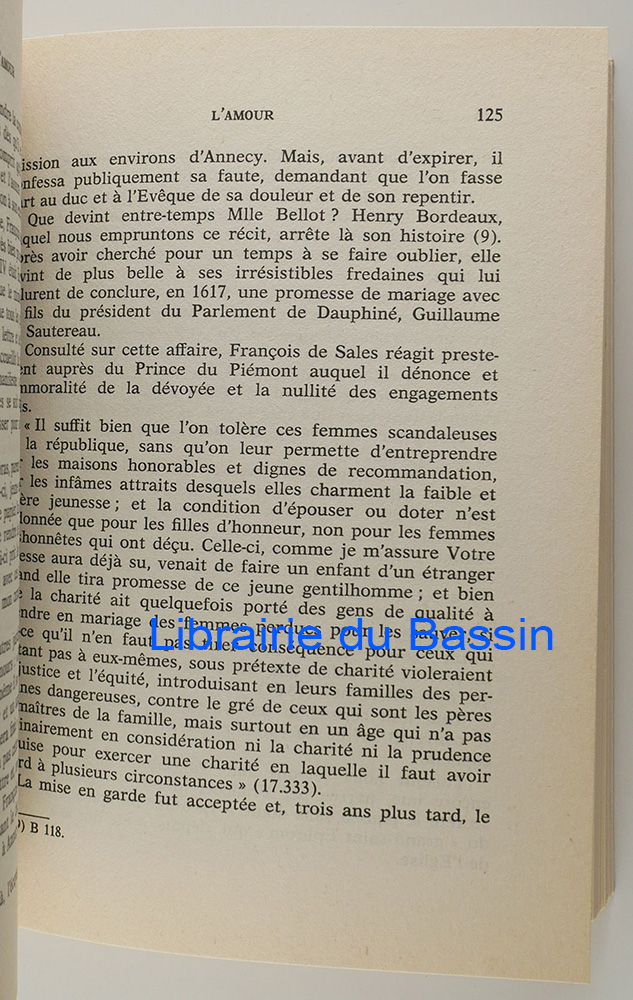 L'AMOUR 125
ission aux environs d'Annecy. Mais, avant d'expirer, il
nfessa publiquement sa faute, demandant que l'on fasse
rt au duc et à l'Evêque de sa douleur et de son repentir.
Que devint entre-temps Mlle Bellot ? Henry Bordeaux,
quel nous empruntons ce récit, arrête là son histoire (9).
rès avoir cherché pour un temps à se faire oublier, elle
vint de plus belle à ses irrésistibles fredaines qui lui
lurent de conclure, en 1617, une promesse de mariage avec
fils du président du Parlement de Dauphiné, Guillaume
Sautereau.
Consulté sur cette affaire, François de Sales réagit preste-
nt auprès du Prince du Piémont auquel il dénonce et
mmoralité de la dévoyée et la nullité des engagements
s.
« Il suffit bien que l'on tolère ces femmes scandaleuses
la république, sans qu'on leur permette d'entreprendre
les maisons honorables et dignes de recommandation,
les infâmes attraits desquels elles charment la faible et
ère jeunesse ; et la condition d'épouser ou doter n'est
lonnée que pour les filles d'honneur, non pour les femmes
honnêtes qui ont déçu. Celle-ci, comme je m'assure Votre
esse aura déjà su, venait de faire un enfant d'un étranger
nd elle tira promesse de ce jeune gentilhomme ; et bien
la charité ait quelquefois porté des gens de qualité à
ndre en mariage des femmes perdues pour les sauver, si
-ce qu'il n'en faut pas tirer conséquence pour ceux qui
tant pas à eux-mêmes, sous prétexte de charité violeraient
justice et l'équité, introduisant en leurs familles des per-
nes dangereuses, contre le gré de ceux qui sont les pères
maîtres de la famille, mais surtout en un âge qui n'a pas
inairement en considération ni la charité ni la prudence
uise pour exercer une charité en laquelle il faut avoir
rd à plusieurs circonstances » (17.333).
La mise en garde fut acceptée et, trois ans plus tard, le
) B 118.
Librairie du Bassin